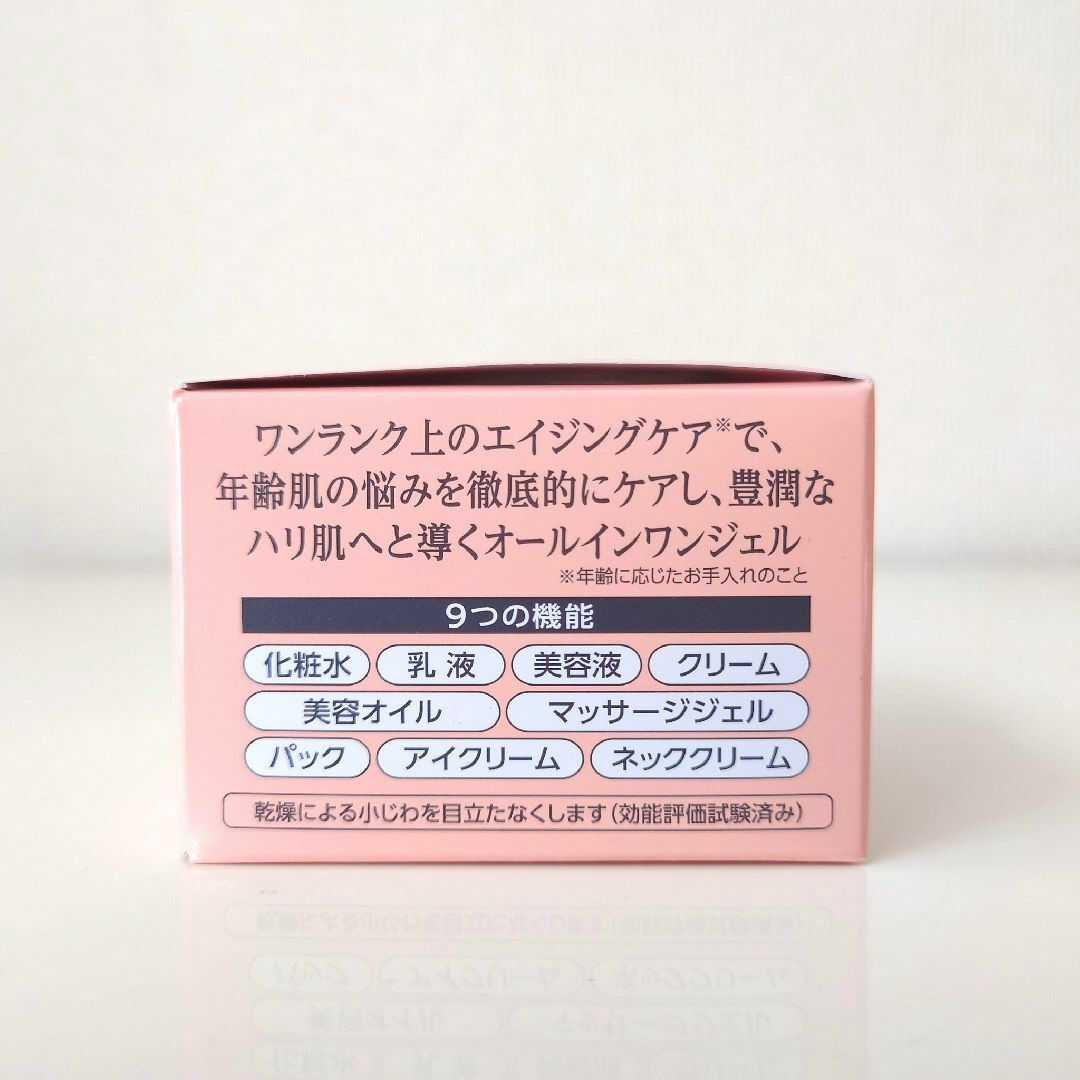 ワンランク上のエイジングケア※で、
年齢肌の悩みを徹底的にケアし、豊潤な
ハリ肌へと導くオールインワンジェル
※年齢に応じたお手入れのこと
9つの機能
化粧水 乳液 美容液 クリーム
美容オイル マッサージジェル
パック アイクリーム ネッククリーム
乾燥による小じわを目立たなくします(効能評価試験済み)